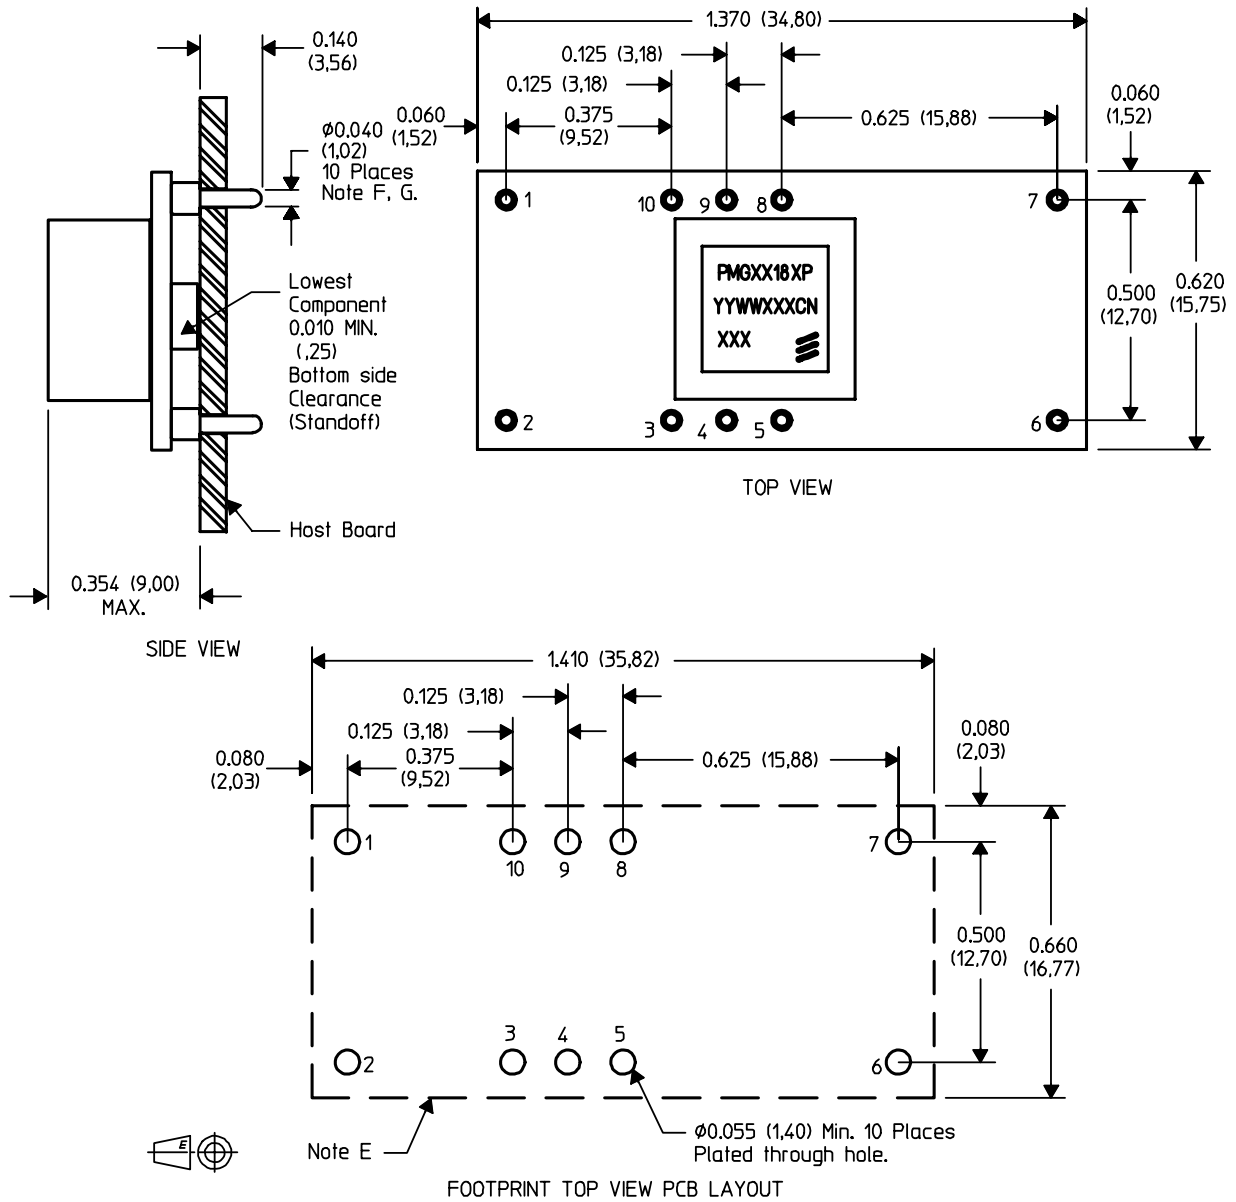 0.140
(3,56)
Ø0.040
(1,02)
10 Places
Note F, G.
Lowest
Component
0.010 MIN.
(,25)
Bottom side
Clearance
(Standoff)
Host Board
0.354 (9,00)
MAX.
SIDE VIEW
1.370 (34,80)
0.125 (3,18)
0.125 (3,18)
0.060
(1,52)
0.375
(9,52)
0.625 (15,88)
0.060
(1,52)
1
10
9
8
7
PMGXX18XP
YYWWXXXCN
XXX
0.500
(12,70)
0.620
(15,75)
2
3
4
5
6
TOP VIEW
1.410 (35,82)
0.125 (3,18)
0.125 (3,18)
0.080
(2,03)
0.375
(9,52)
0.625 (15,88)
0.080
(2,03)
1
10
9
8
7
0.500
(12,70)
0.660
(16,77)
2
3
4
5
6
E
Note E
Ø0.055 (1,40) Min. 10 Places
Plated through hole.
FOOTPRINT TOP VIEW PCB LAYOUT